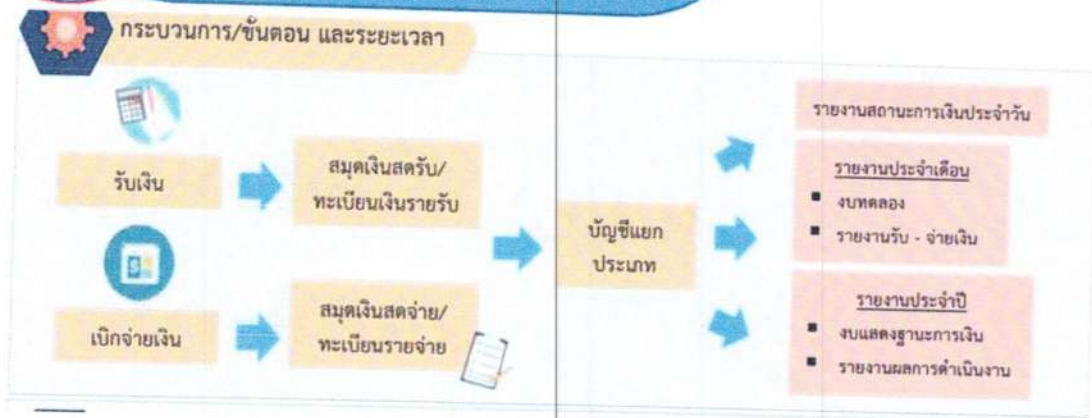 กระบวนการ/ขั้นตอน และระยะเวลา
รับเงิน
สมุดเงินสดรับ/
ทะเบียนเงินรายรับ
เบิกจ่ายเงิน
สมุดเงินสดจ่าย/
ทะเบียนรายจ่าย
บัญชีแยก
ประเภท
รายงานสถานะการเงินประจำวัน
รายงานประจำเดือน
▪ งบทดลอง
▪ รายงานรับ - จ่ายเงิน
รายงานประจำปี
▪ งบแสดงฐานะการเงิน
▪ รายงานผลการดำเนินงาน